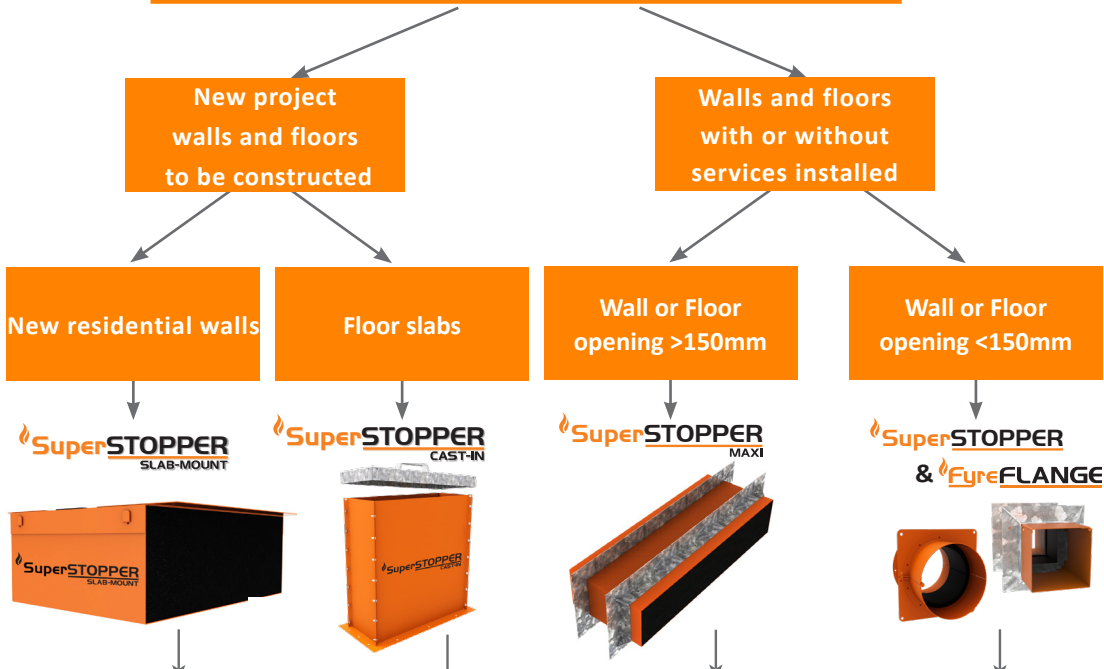 New project
walls and floors
to be constructed
Walls and floors
with or without
services installed
New residential walls
Floor slabs
Wall or Floor
opening >150mm
Wall or Floor
opening <150mm
SuperSTOPPER
SLAB-MOUNT
SuperSTOPPER
CAST-IN
SuperSTOPPER
MAXI
SuperSTOPPER
& FyreFLANGE
SuperSTOPPER
SLAB-MOUNT
SuperSTOPPER
CAST-IN